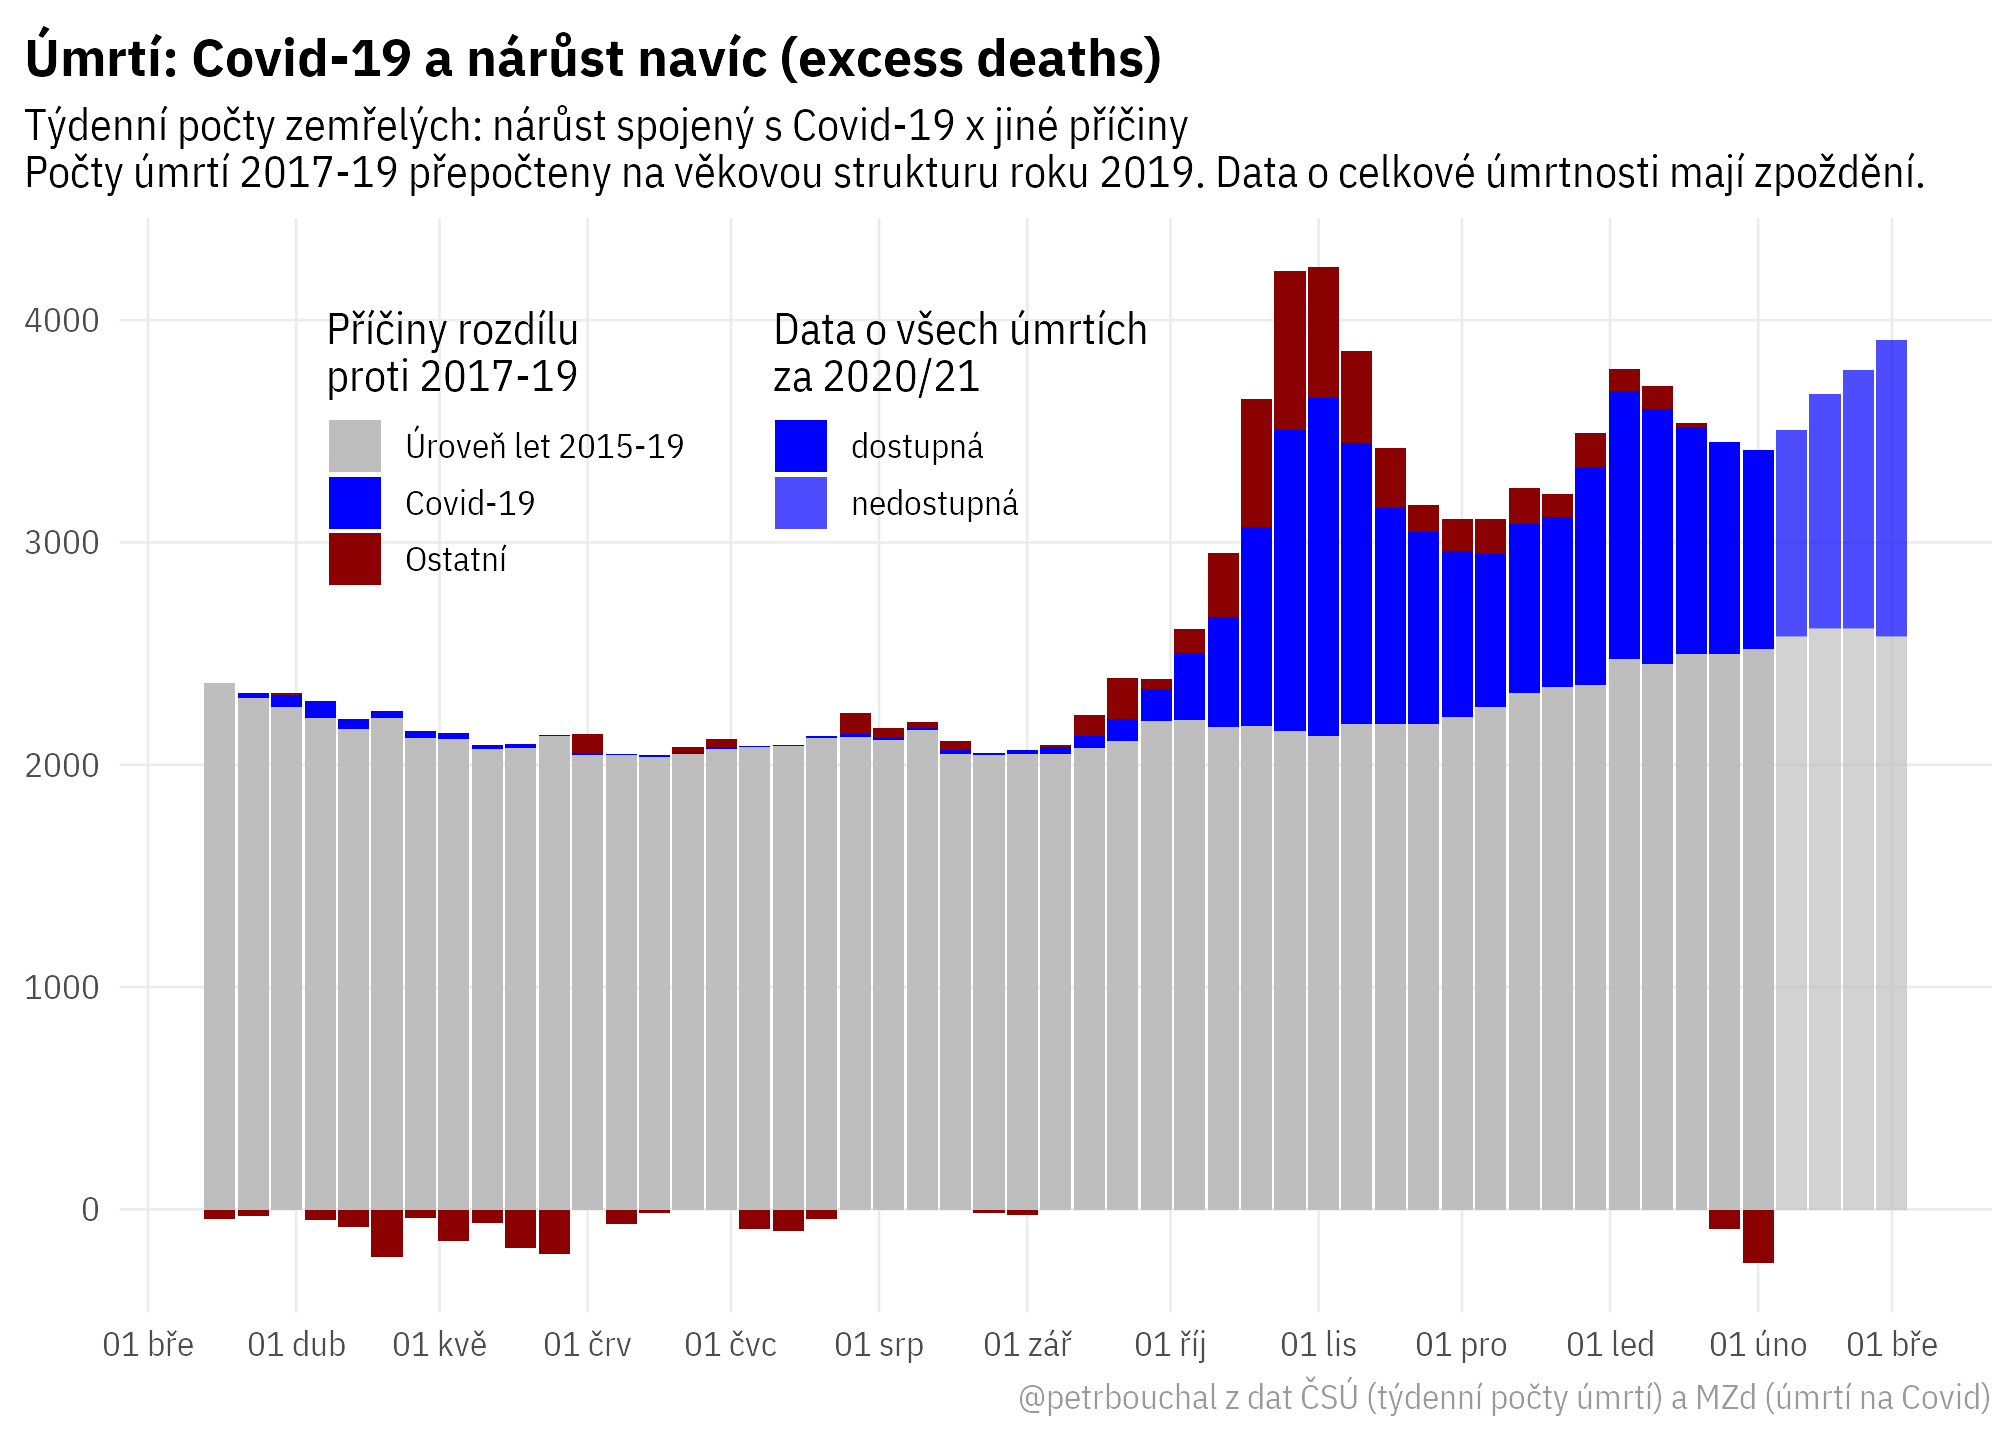 Úmrtí: Covid-19 a nárůst navíc (excess deaths)
Týdenní počty zemřelých: nárůst spojený s Covid-19 x jiné příčiny
Počty úmrtí 2017-19 přepočteny na věkovou strukturu roku 2019. Data o celkové úmrtnosti mají zpoždění.
Příčiny rozdílu
proti 2017-19
Úroveň let 2015-19
Covid-19
Ostatní
Data o všech úmrtích
za 2020/21
dostupná
nedostupná
4000
3000
2000
1000
0
01 bře
01 dub
01 kvě
01 črv
01 čvc
01 srp
01 zář
01 říj
01 lis
01 pro
01 led
01 úno
01 bře
@petrbouchal z dat ČSÚ (týdenní počty úmrtí) a MZd (úmrtí na Covid)